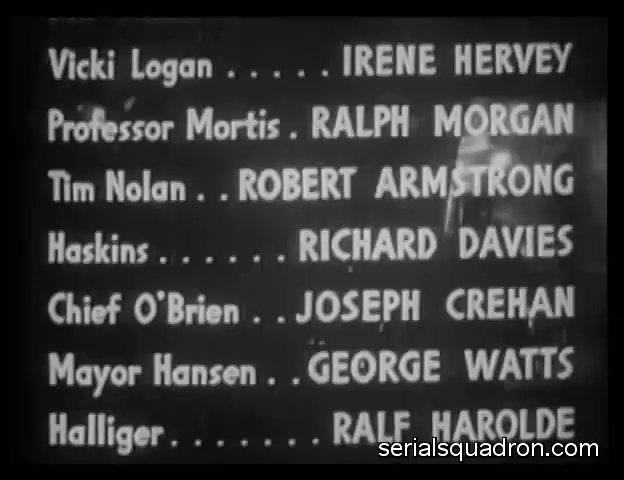 Vicki Logan . . . . . IRENE HERVEY
Professor Mortis . RALPH MORGAN
Tim Nolan . . ROBERT ARMSTRONG
Haskins . . . . . . RICHARD DAVIES
Chief O'Brien . . JOSEPH CREHAN
Mayor Hansen . . GEORGE WATTS
Halliger . . . . . . . RALF HAROLDE
serialsquadron.com